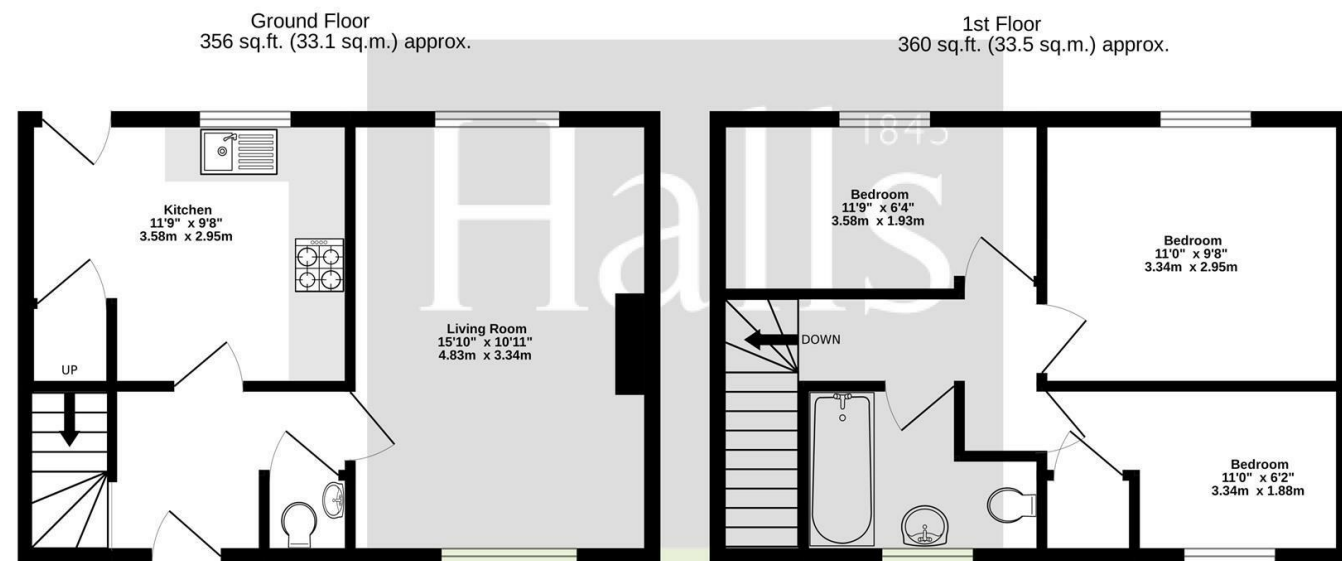 Ground Floor
356 sq.ft. (33.1 sq.m.) approx.
1st Floor
360 sq.ft. (33.5 sq.m.) approx.
1845
Halls
Kitchen
11'9" x 9'8"
3.58m x 2.95m
Living Room
15'10" x 10'11"
4.83m x 3.34m
UP
Bedroom
11'9" x 6'4"
3.58m x 1.93m
Bedroom
11'0" x 9'8"
3.34m x 2.95m
DOWN
Bedroom
11'0" x 6'2"
3.34m x 1.88m